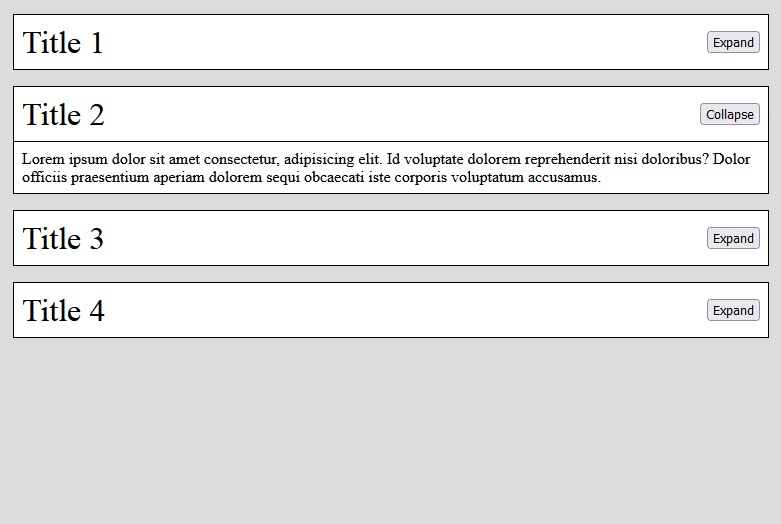 Title 1
Expand
Title 2
Collapse
Lorem ipsum dolor sit amet consectetur, adipisicing elit. Id voluptate dolorem reprehenderit nisi doloribus? Dolor
officiis praesentium aperiam dolorem sequi obcaecati iste corporis voluptatum accusamus.
Title 3
Expand
Title 4
Expand